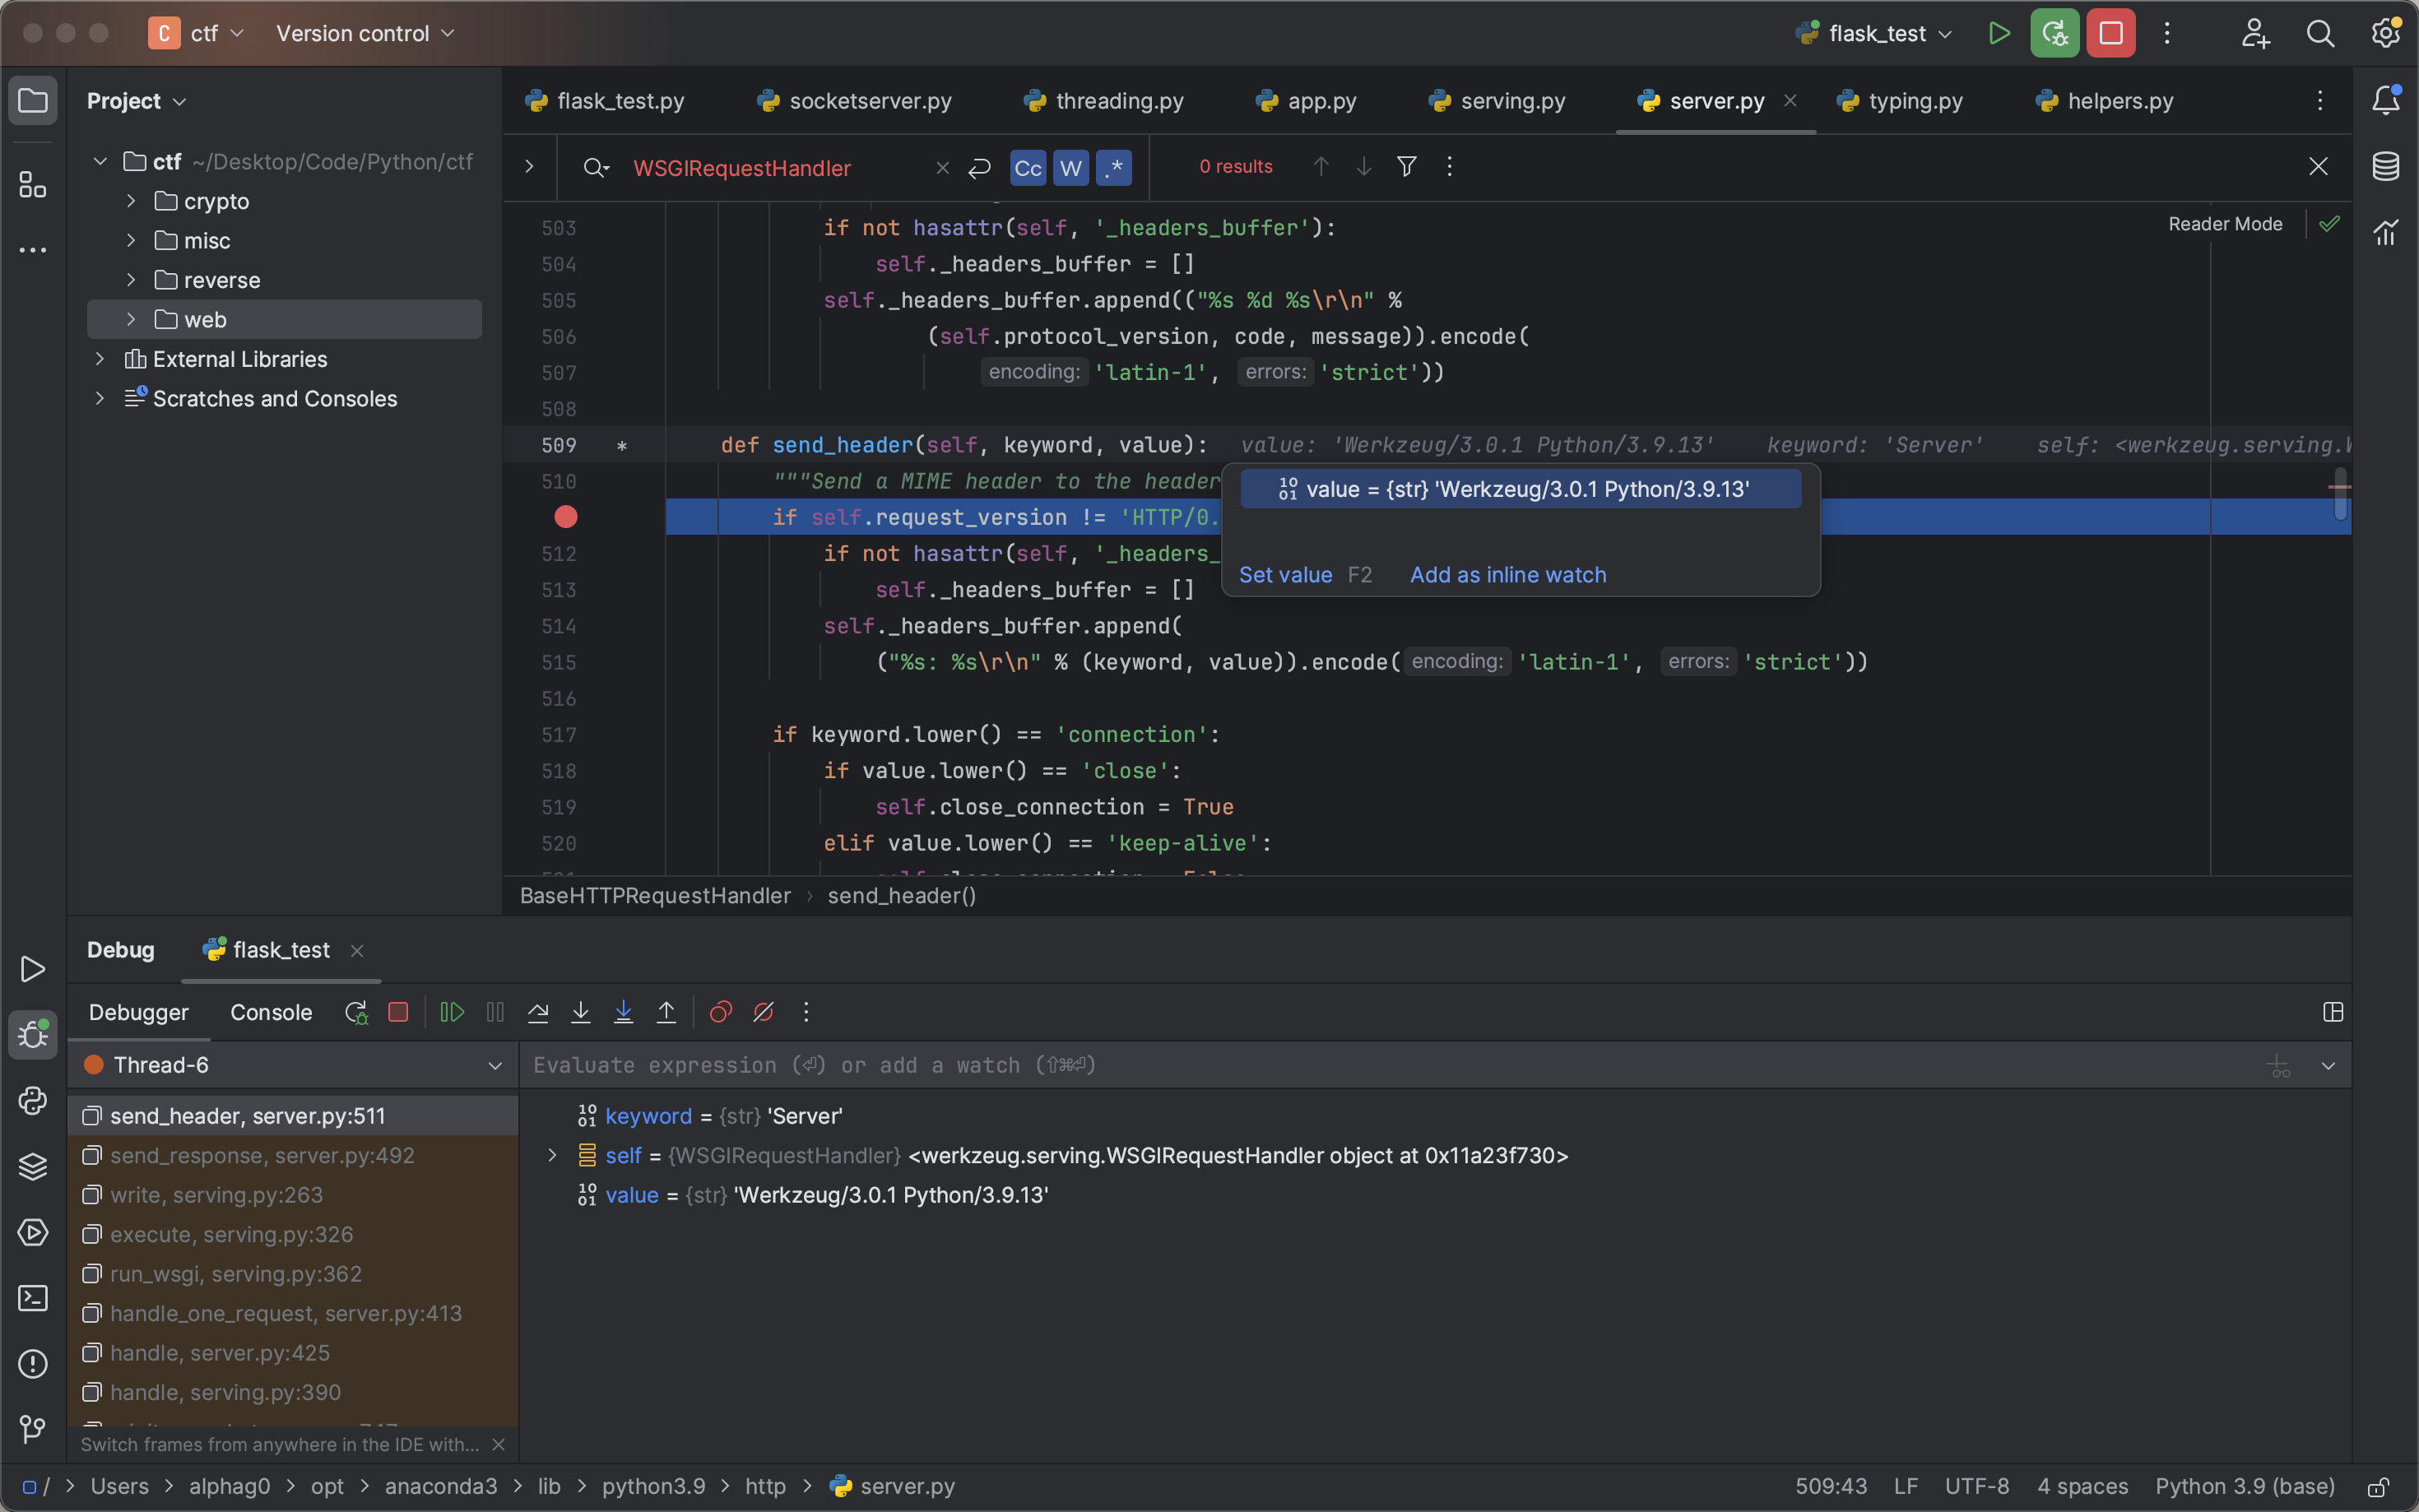 C ctf Version control flask_test
Project
flask_test.py socketserver.py threading.py app.py serving.py server.py typing.py helpers.py
ctf ~/Desktop/Code/Python/ctf
crypto
misc
reverse
web
External Libraries
Scratches and Consoles
WSGIRequestHandler Cc W .* 0 results
Reader Mode
503 if not hasattr(self, '_headers_buffer'):
504 self._headers_buffer = []
505 self._headers_buffer.append(("%s %d %s\r\n" %
506 (self.protocol_version, code, message)).encode(
507 encoding: 'latin-1', errors: 'strict'))
508
509 * def send_header(self, keyword, value): value: 'Werkzeug/3.0.1 Python/3.9.13' keyword: 'Server' self: <werkzeug.serving.W
510 """Send a MIME header to the header
if self.request_version != 'HTTP/0.
512 if not hasattr(self, '_headers_
513 self._headers_buffer = []
514 self._headers_buffer.append(
515 ("%s: %s\r\n" % (keyword, value)).encode( encoding: 'latin-1', errors: 'strict'))
516
517 if keyword.lower() == 'connection':
518 if value.lower() == 'close':
519 self.close_connection = True
520 elif value.lower() == 'keep-alive':
value = {str} 'Werkzeug/3.0.1 Python/3.9.13'
Set value F2 Add as inline watch
BaseHTTPRequestHandler › send_header()
Debug flask_test
Debugger Console
Thread-6
Evaluate expression (⏎) or add a watch (⇧⌘⏎)
send_header, server.py:511
send_response, server.py:492
write, serving.py:263
execute, serving.py:326
run_wsgi, serving.py:362
handle_one_request, server.py:413
handle, server.py:425
handle, serving.py:390
Switch frames from anywhere in the IDE with...
keyword = {str} 'Server'
self = {WSGIRequestHandler} <werkzeug.serving.WSGIRequestHandler object at 0x11a23f730>
value = {str} 'Werkzeug/3.0.1 Python/3.9.13'
/ > Users > alphag0 > opt > anaconda3 > lib > python3.9 > http > server.py
509:43 LF UTF-8 4 spaces Python 3.9 (base)